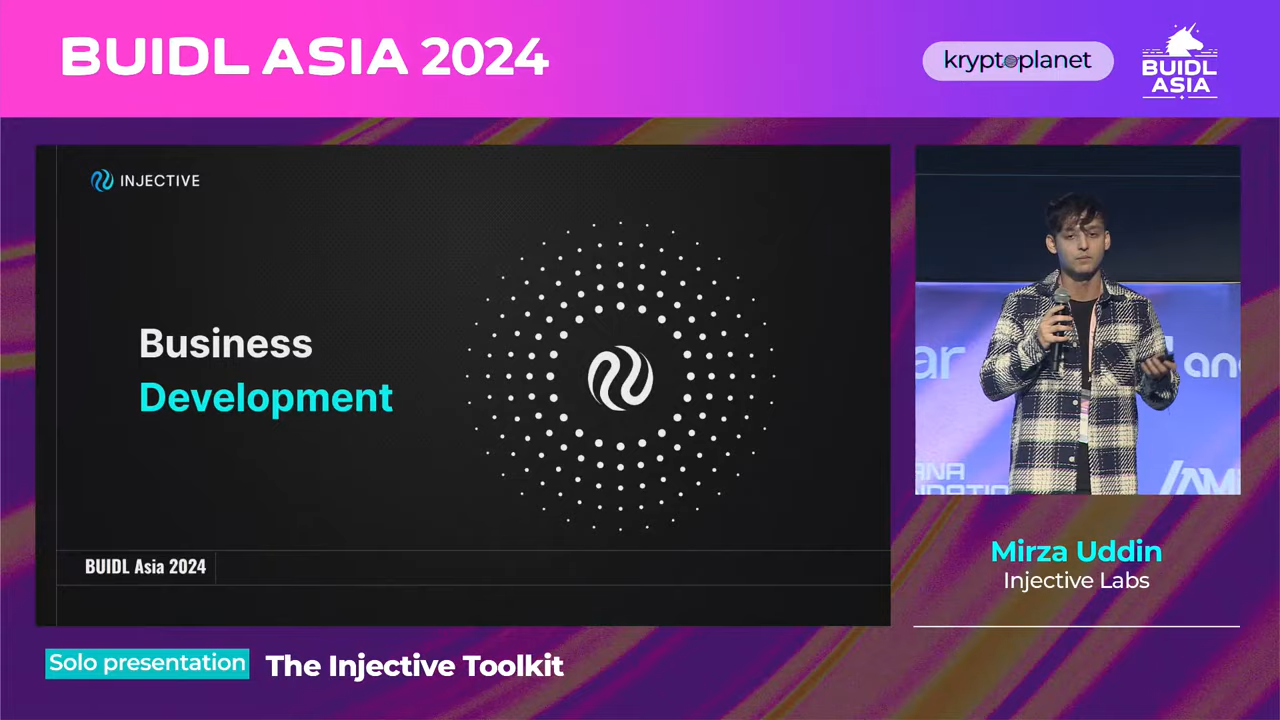 BUIDL ASIA 2024
kryptoplanet
BUIDL
ASIA
INJECTIVE
Business
Development
BUIDL Asia 2024
Mirza Uddin
Injective Labs
Solo presentation
The Injective Toolkit